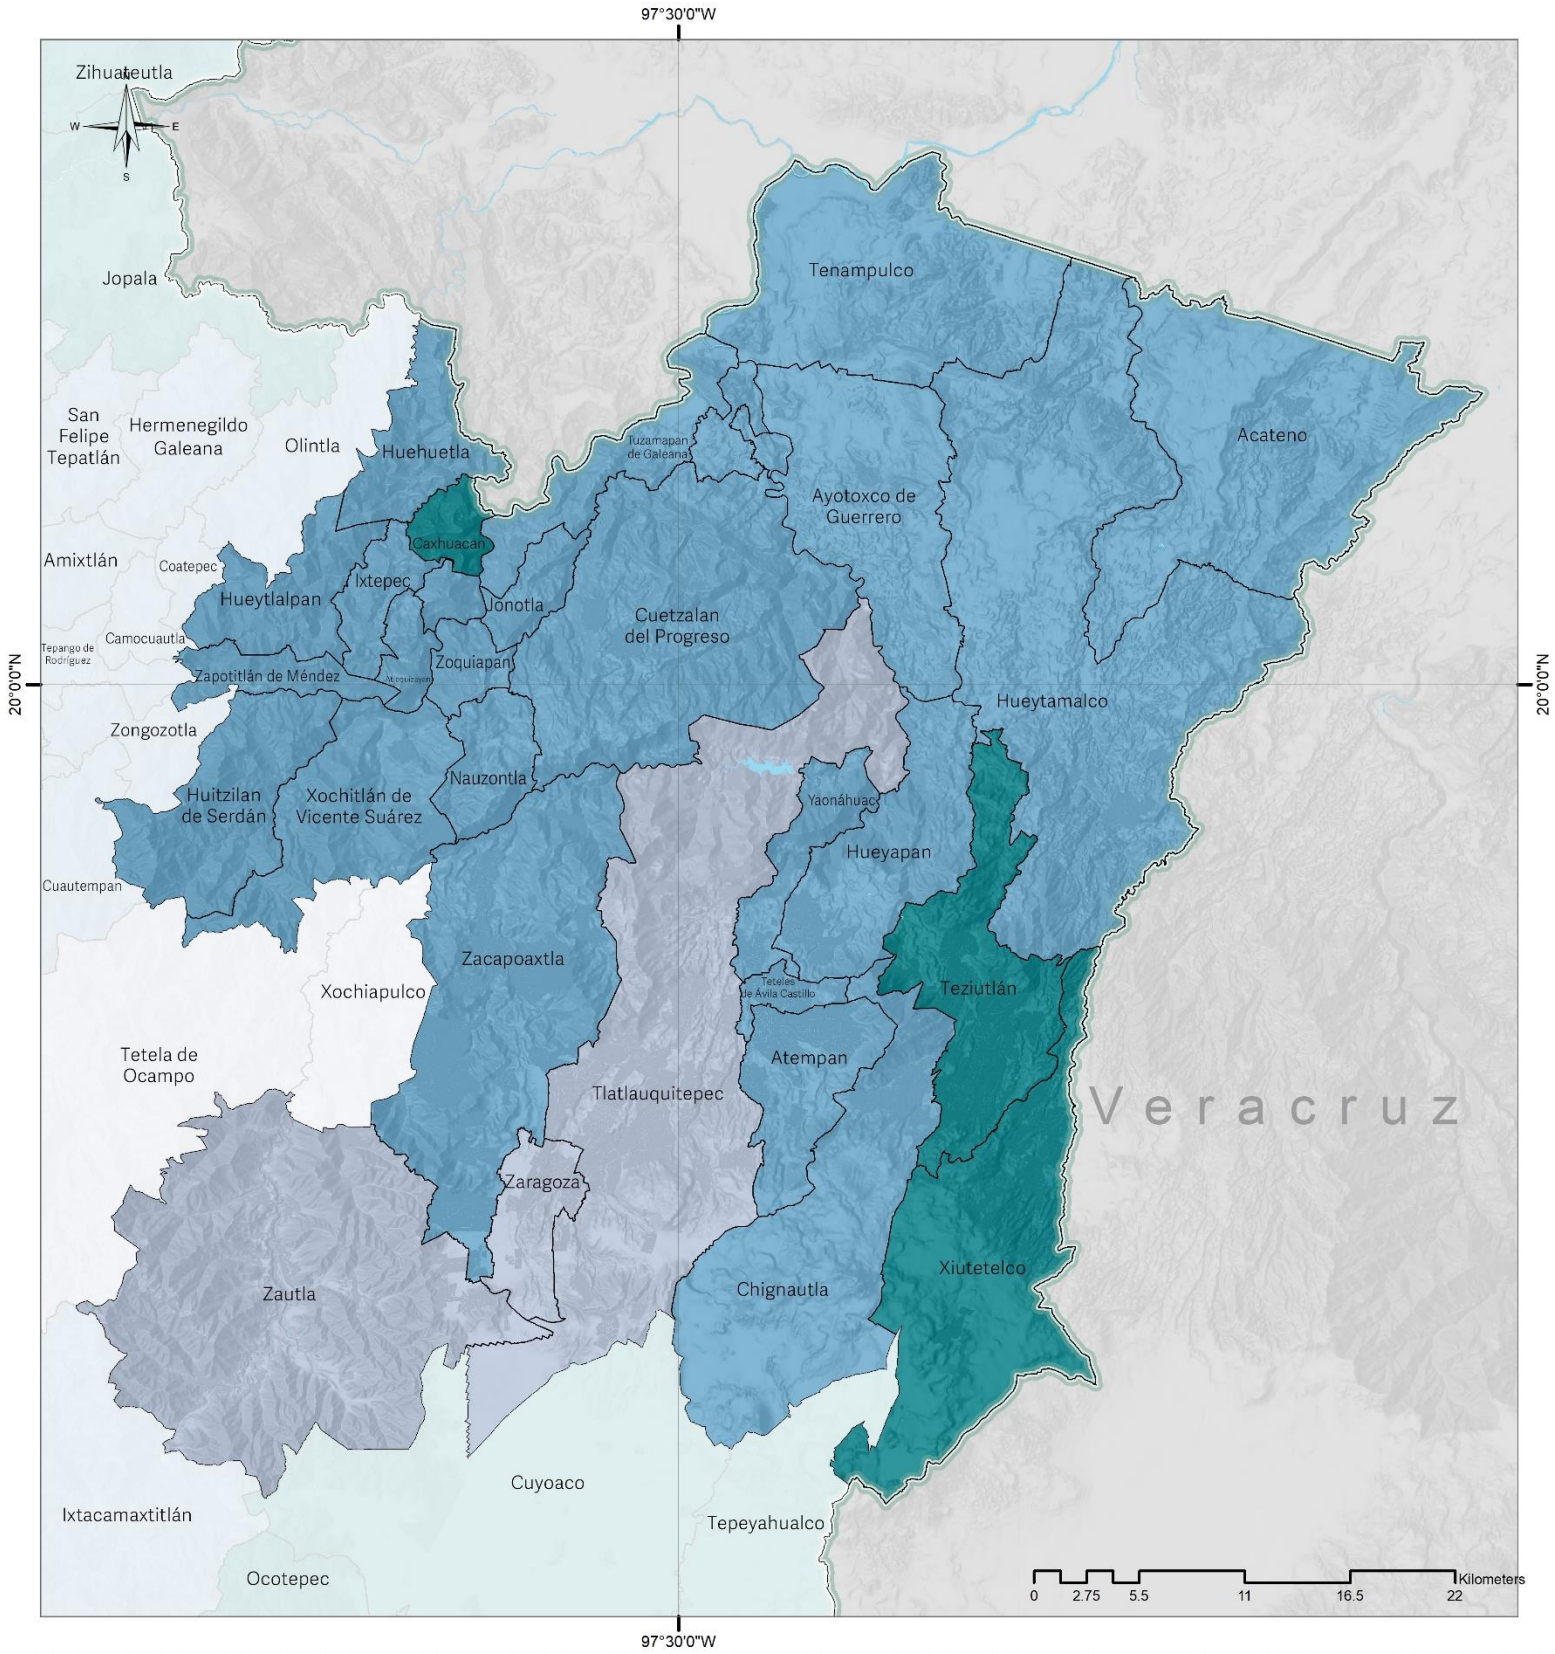 97°30'0"W
Zihuateutla
N
W
E
S
Jopala
Tenampulco
San
Felipe
Tepatlán
Hermenegildo
Galeana
Olintla
Huehuetla
Tuzamapan
de Galeana
Acateno
Ayotoxco de
Guerrero
Caxhuacan
Amixtlán
Coatepec
Ixtepec
Hueytlalpan
Jonotla
Cuetzalan
del Progreso
Camocuautla
Tepango de
Rodríguez
Zoquiapan
Zapotitlán de Méndez
20°0'0"N
20°0'0"N
Hueytamalco
Zongozotla
Nauzontla
Huitzilan
de Serdán
Xochitlán de
Vicente Suárez
Yaonáhuac
Hueyapan
Cuautempan
Zacapoaxtla
Xochiapulco
Teteles
de Ávila Castillo
Teziutlán
Tetela de
Ocampo
Atempan
Tlatlauquitepec
Veracruz
Zaragoza
Xiutetelco
Zautla
Chignautla
Cuyoaco
Ixtacamaxtitlán
Tepeyahualco
Ocotepec
Kilometers
0 2.75 5.5 11 16.5 22
97°30'0"W